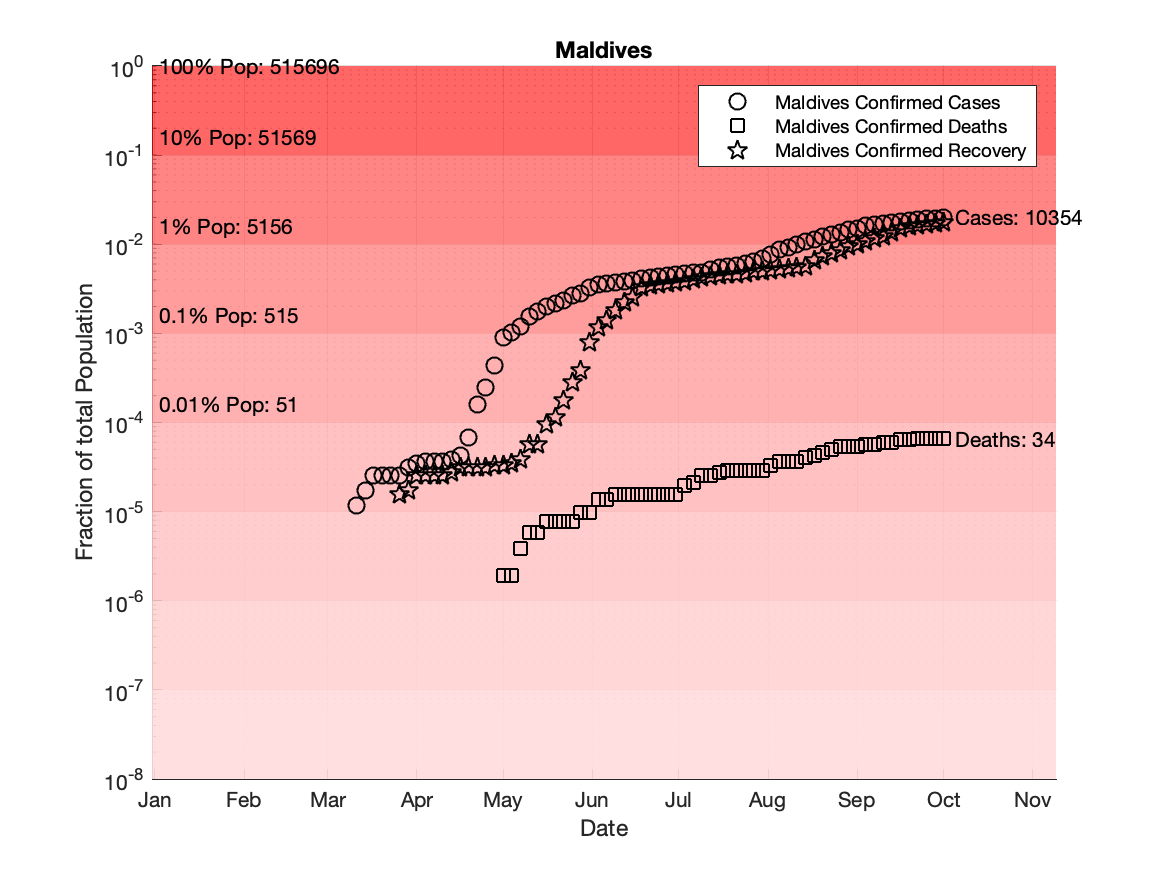 Maldives
10^0
100% Pop: 515696
Maldives Confirmed Cases
Maldives Confirmed Deaths
Maldives Confirmed Recovery
10% Pop: 51569
10^-1
1% Pop: 5156
Cases: 10354
10^-2
0.1% Pop: 515
10^-3
0.01% Pop: 51
10^-4
Deaths: 34
10^-5
10^-6
10^-7
10^-8
Fraction of total Population
Jan Feb Mar Apr May Jun Jul Aug Sep Oct Nov
Date